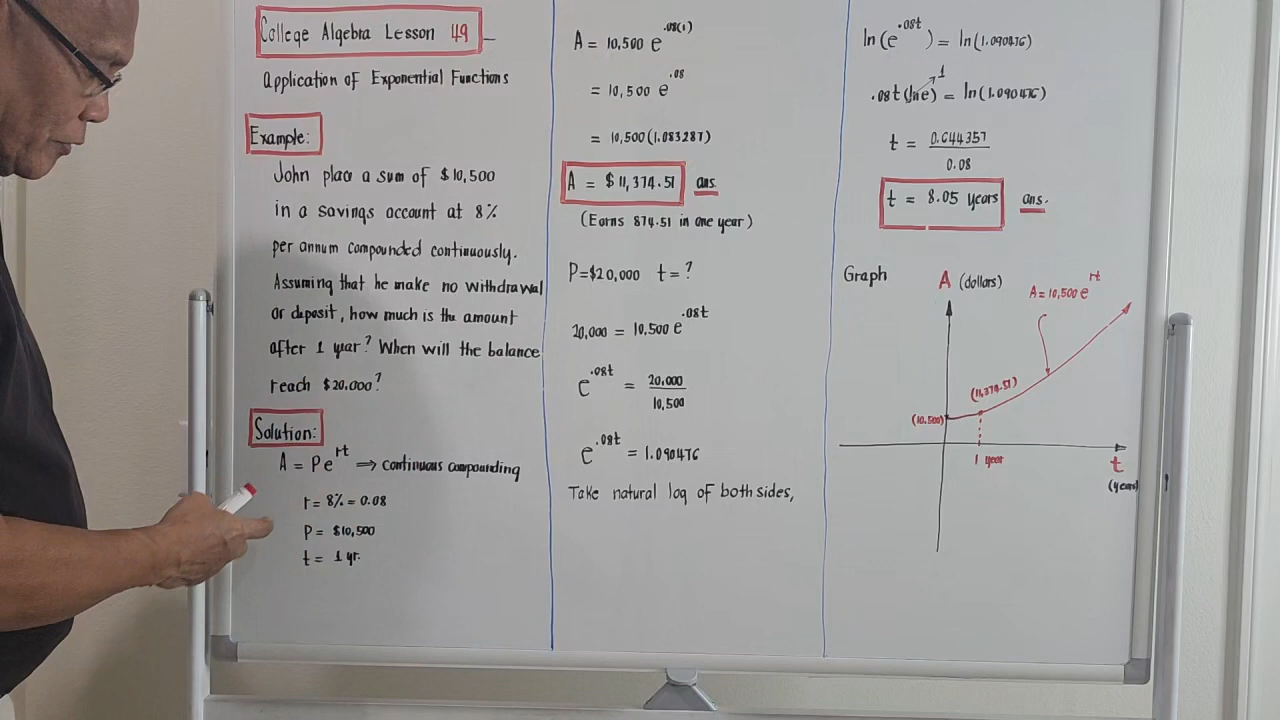 College Algebra Lesson 49
Application of Exponential Functions
Example:
John place a sum of $10,500
in a savings account at 8%
per annum compounded continuously.
Assuming that he make no withdrawal
or deposit, how much is the amount
after 1 year? When will the balance
reach $20.000?
Solution:
A = Pe^rt ⇒ continuous compounding
r = 8% = 0.08
P = $10,500
t = 1 yr.
A = 10,500 e^.08(1)
= 10,500 e^.08
= 10,500(1.083287)
A = $11,374.51 ans.
(Earns 874.51 in one year)
P=$20,000 t = ?
20,000 = 10,500 e^.08t
e^.08t = 20,000/10,500
e^.08t = 1.090476
Take natural log of both sides,
ln(e^.08t) = ln(1.090476)
.08t(lne)^1 = ln(1.090476)
t = 0.644357/0.08
t = 8.05 years ans.
Graph
A (dollars)
A=10,500 e^rt
(11,374.51)
(10.500)
1 year
t
(years)